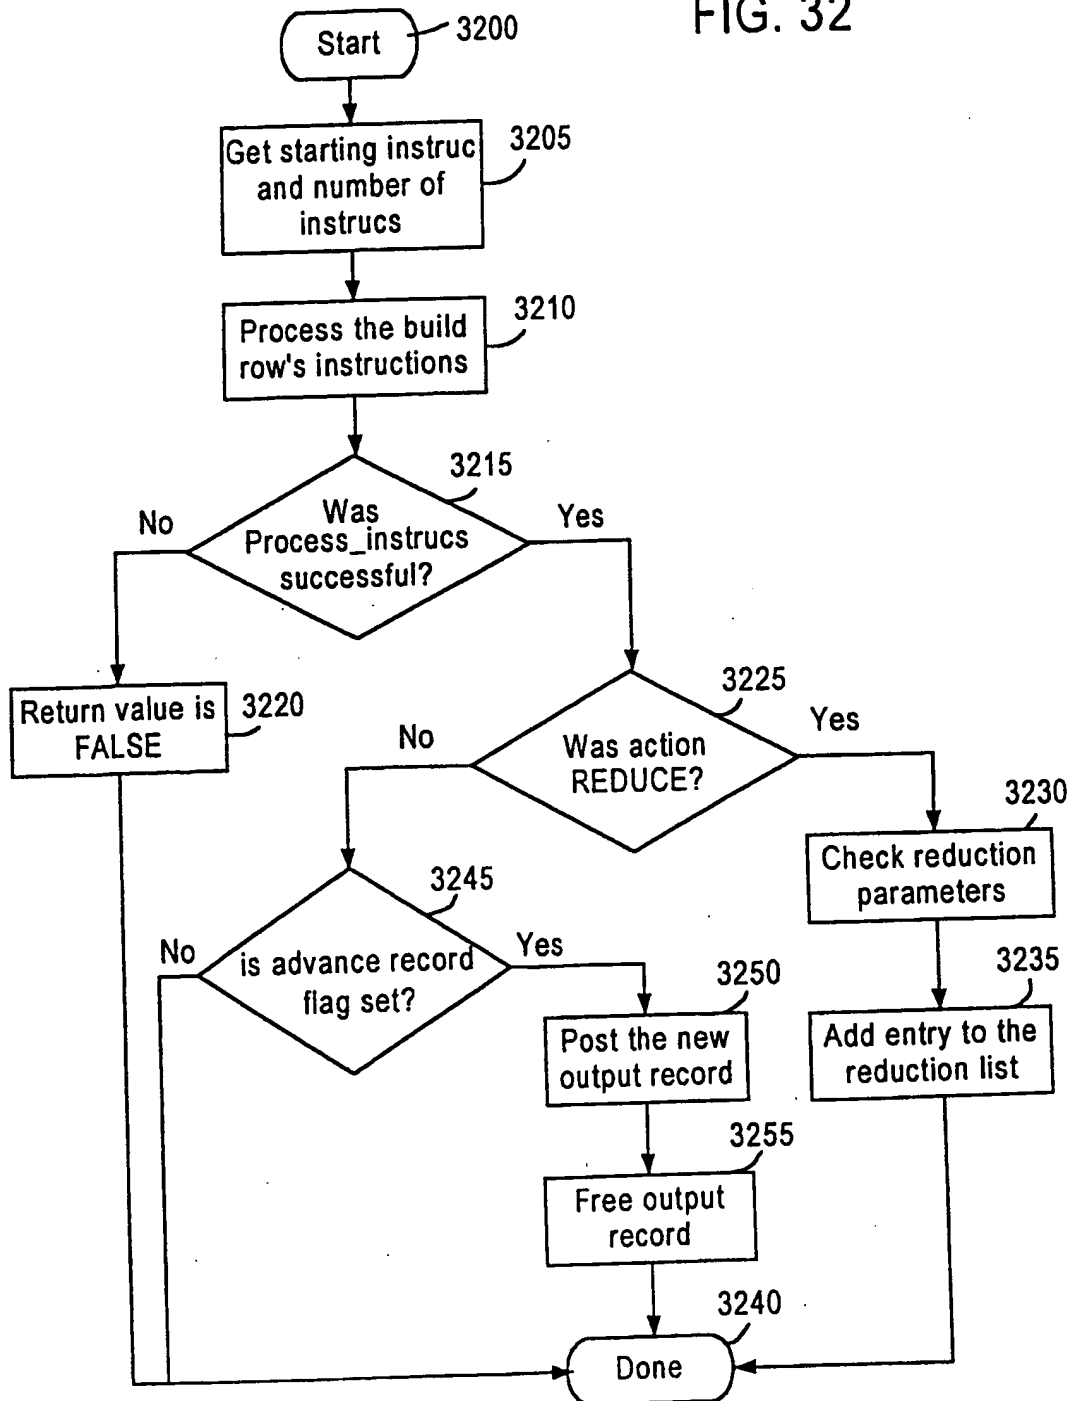 FIG. 32
Start
3200
Get starting instruc
and number of
instrucs
3205
Process the build
row's instructions
3210
Was
Process_instrucs
successful?
3215
No
Yes
Return value is
FALSE
3220
Was action
REDUCE?
3225
No
Yes
Check reduction
parameters
3230
is advance record
flag set?
3245
No
Yes
Post the new
output record
3250
Add entry to the
reduction list
3235
Free output
record
3255
Done
3240